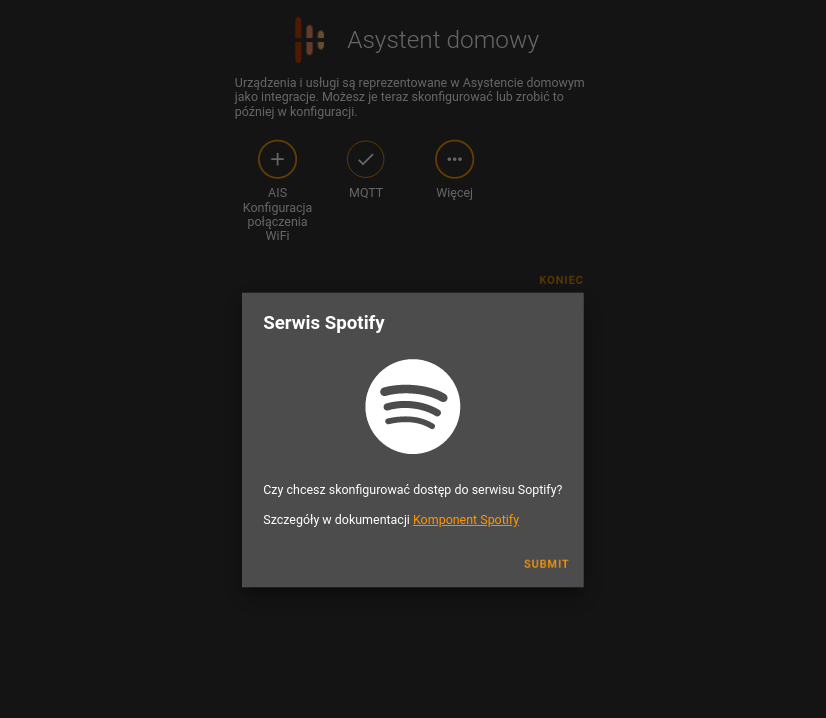 Asystent domowy
Urządzenia i usługi są reprezentowane w Asystencie domowym
jako integracje. Możesz je teraz skonfigurować lub zrobić to
później w konfiguracji.
AIS
Konfiguracja
połączenia
WiFi
MQTT
Więcej
KONIEC
Serwis Spotify
Czy chcesz skonfigurować dostęp do serwisu Soptify?
Szczegóły w dokumentacji Komponent Spotify
SUBMIT